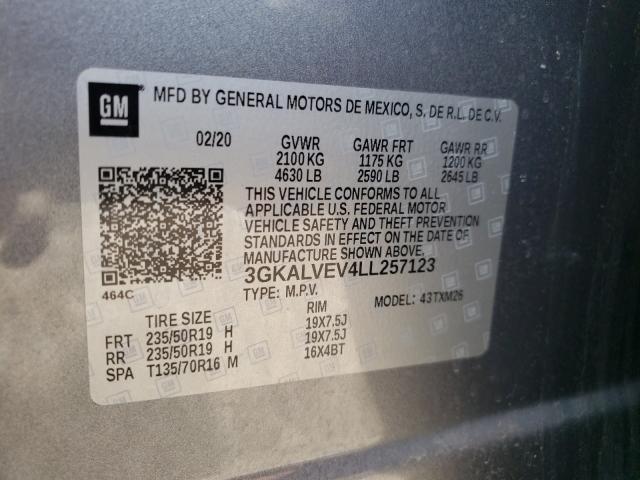 GM ® MFD BY GENERAL MOTORS DE MEXICO, S. DE R.L. DE C.V.
02/20 GVWR GAWR FRT GAWR RR
2100 KG 1175 KG 1200 KG
4630 LB 2590 LB 2645 LB
THIS VEHICLE CONFORMS TO ALL
APPLICABLE U.S. FEDERAL MOTOR
VEHICLE SAFETY AND THEFT PREVENTION
STANDARDS IN EFFECT ON THE DATE OF
MANUFACTURE SHOWN ABOVE.
3GKALVEV4LL257123
464C TYPE: M.P.V. MODEL: 43TXM26
TIRE SIZE RIM
FRT 235/50R19 H 19X7.5J
RR 235/50R19 H 19X7.5J
SPA T135/70R16 M 16X4BT